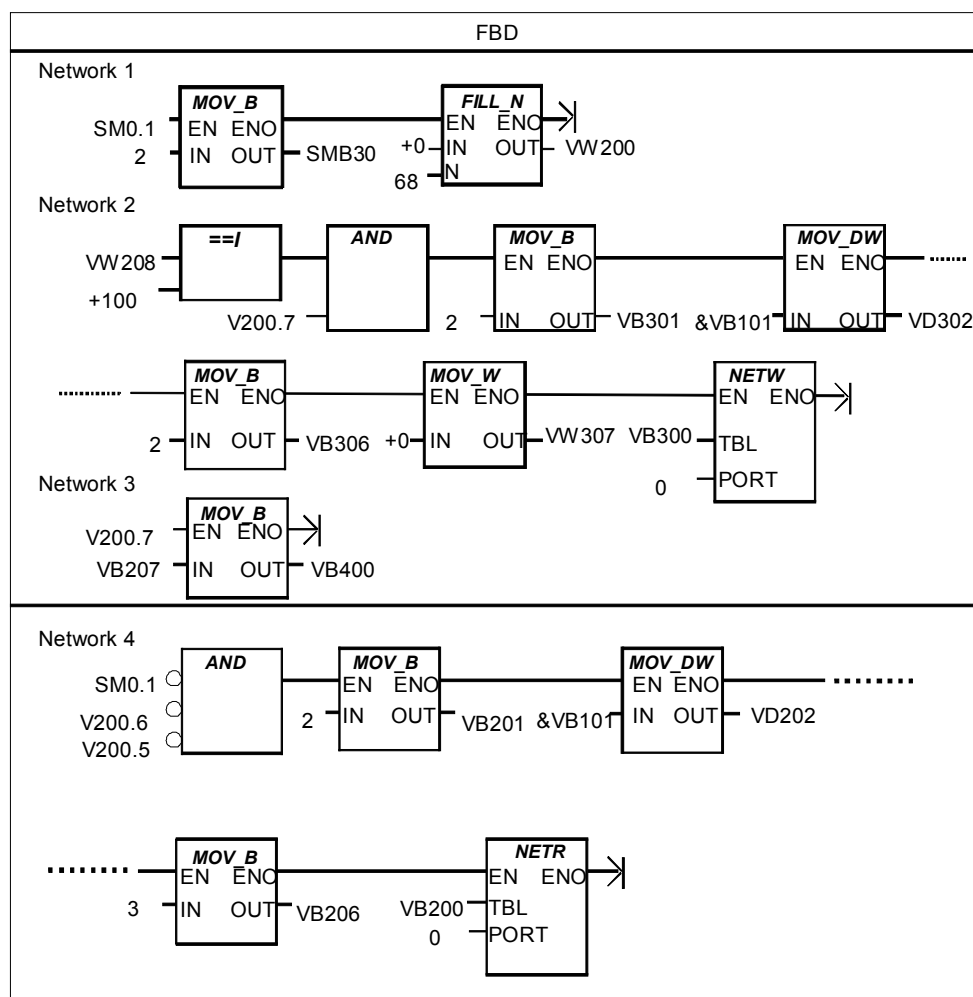 FBD
Network 1
MOV_B FILL_N
SM0.1 EN ENO EN ENO
2 IN OUT SMB30 +0 IN OUT VW200
68 N
Network 2
==I AND MOV_B MOV_DW
VW208 EN ENO EN ENO
+100
V200.7 2 IN OUT VB301 &VB101 IN OUT VD302
MOV_B MOV_W NETW
EN ENO EN ENO EN ENO
2 IN OUT VB306 +0 IN OUT VW307 VB300 TBL
0 PORT
Network 3
MOV_B
V200.7 EN ENO
VB207 IN OUT VB400
Network 4
AND MOV_B MOV_DW
SM0.1 EN ENO EN ENO
V200.6 2 IN OUT VB201 &VB101 IN OUT VD202
V200.5
MOV_B NETR
EN ENO EN ENO
3 IN OUT VB206 VB200 TBL
0 PORT